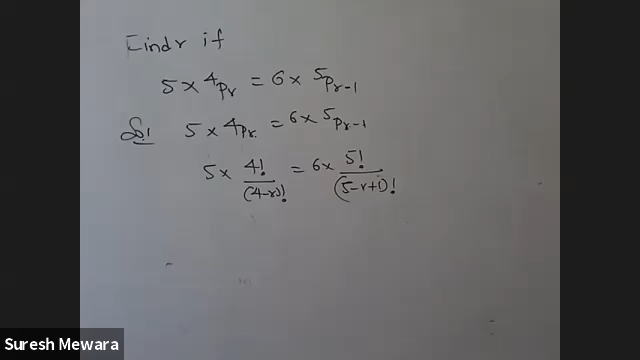 Find r if
5 × ⁴Pᵣ = 6 × ⁵Pᵣ₋₁
Sol 5 × ⁴Pᵣ = 6 × ⁵Pᵣ₋₁
5 × 4!/(4-r)! = 6 × 5!/(5-r+1)!
Suresh Mewara